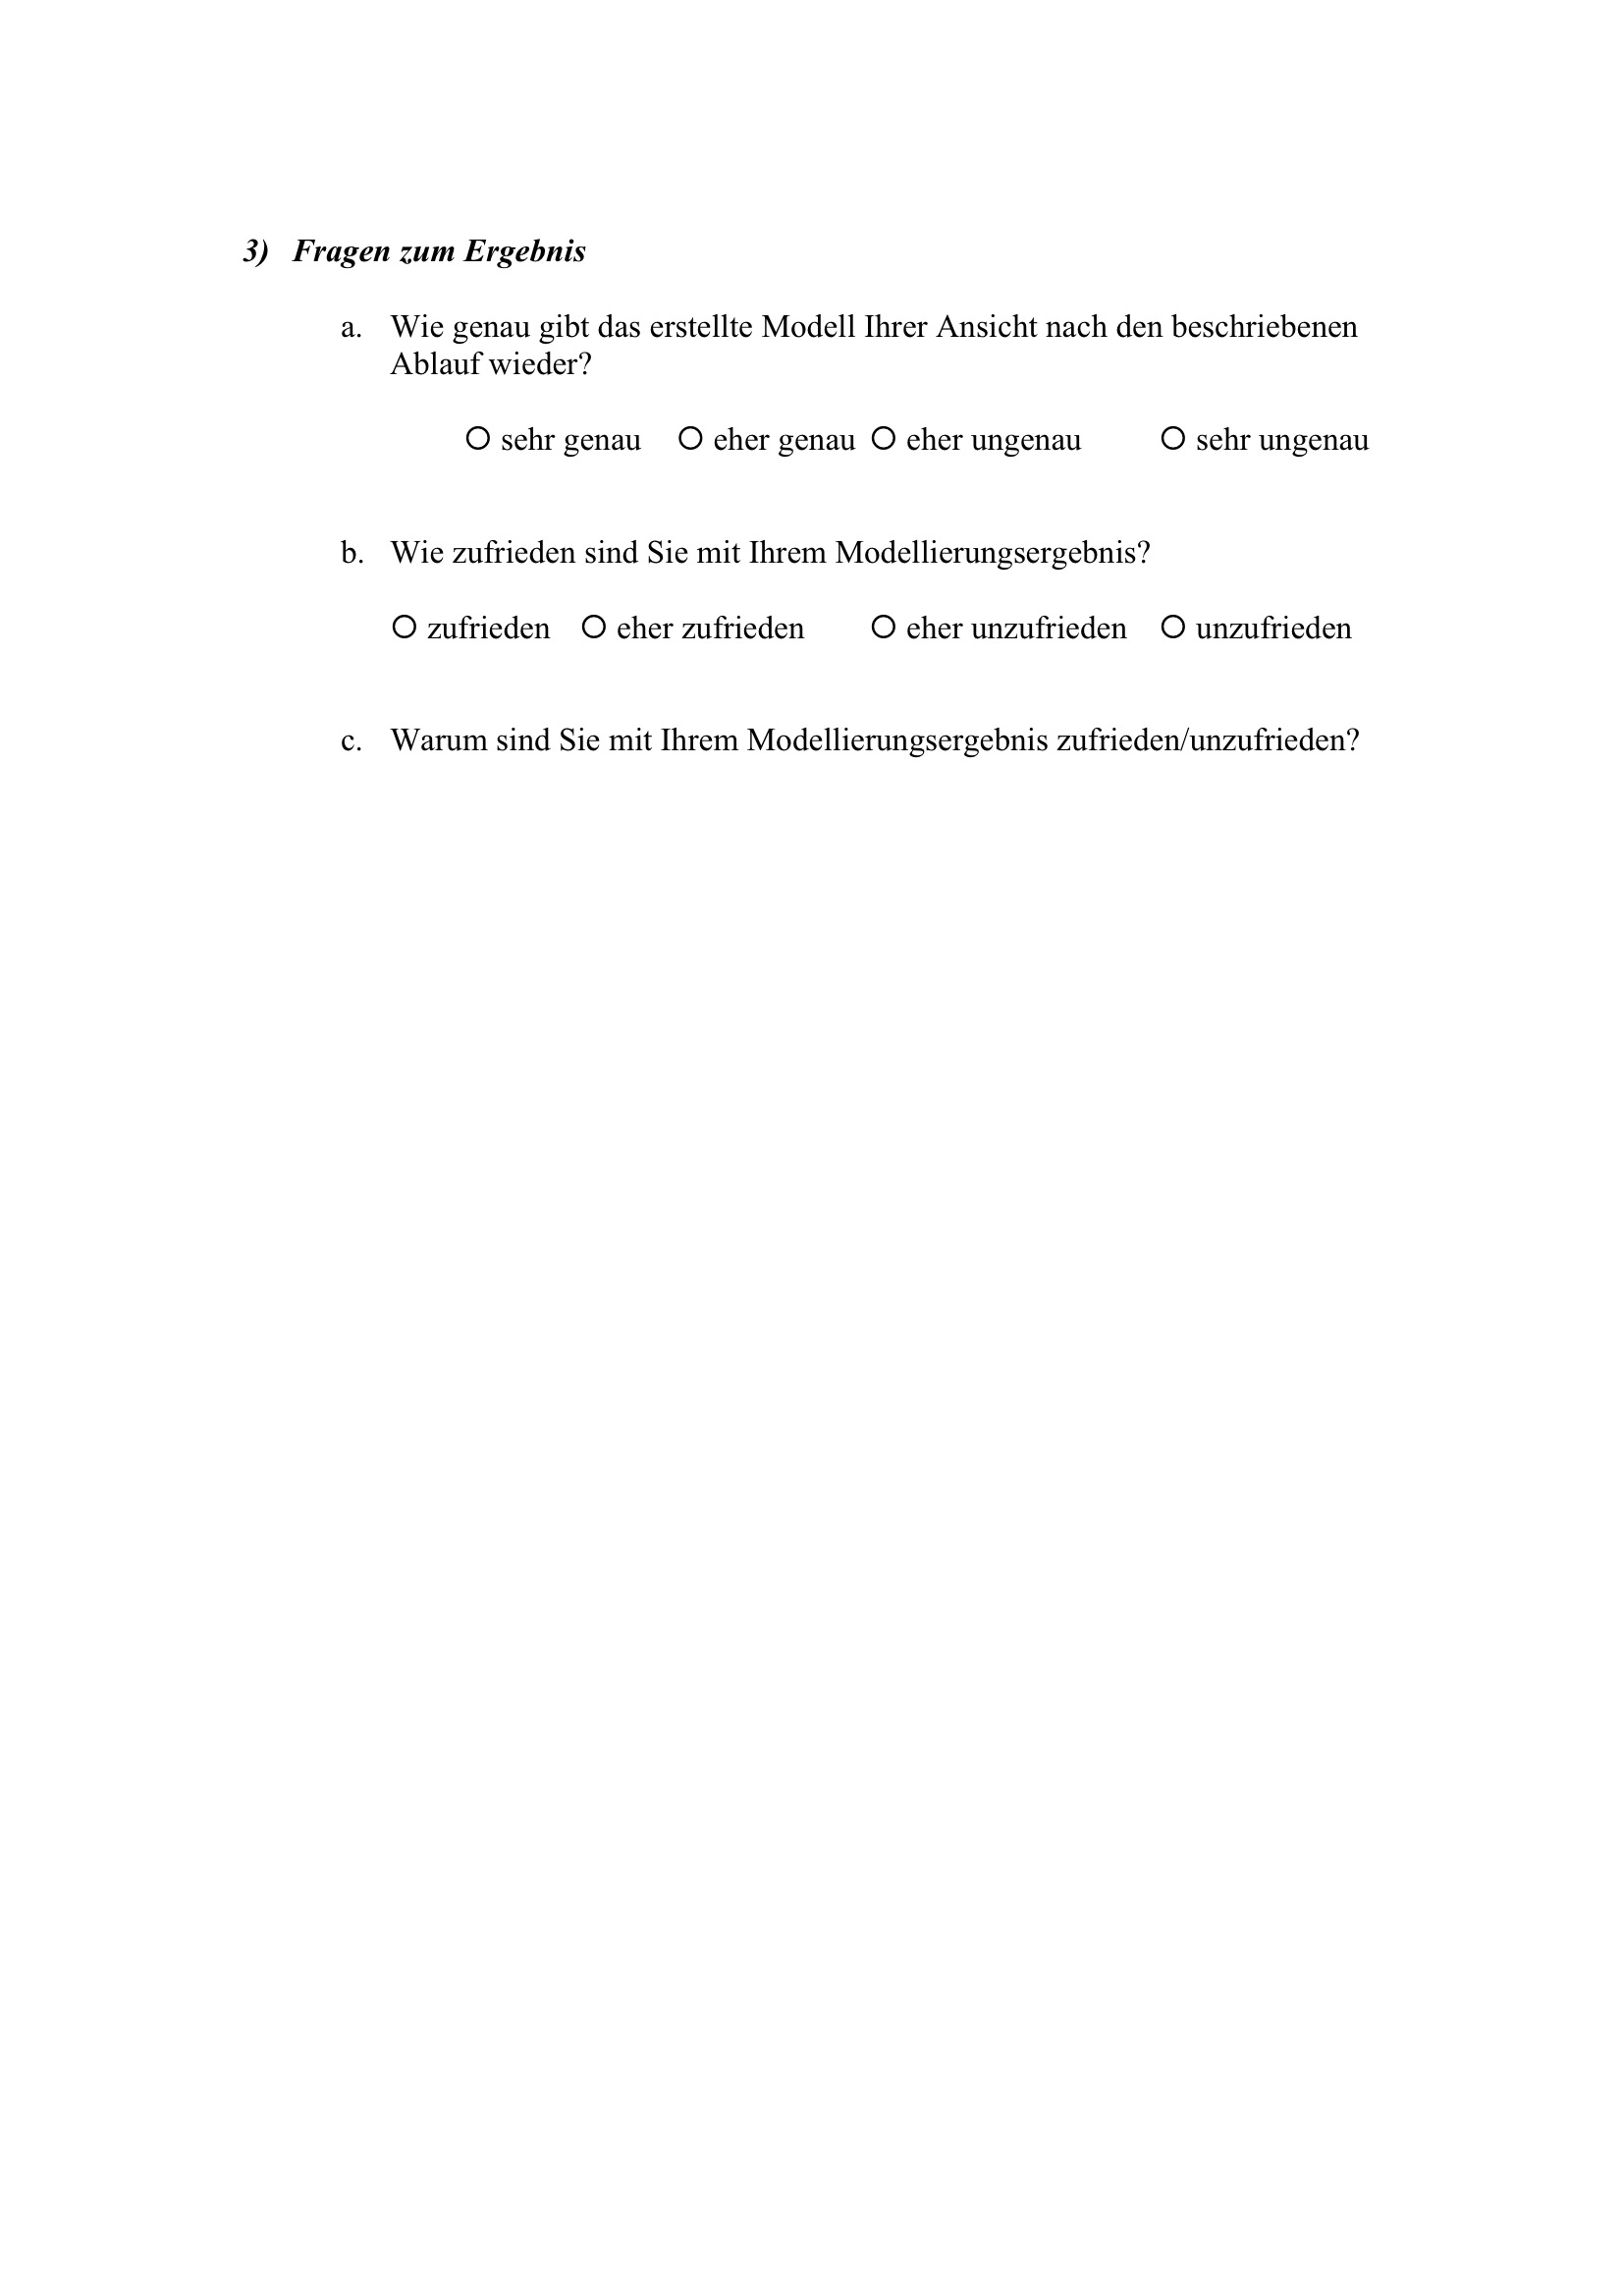 3) Fragen zum Ergebnis
a. Wie genau gibt das erstellte Modell Ihrer Ansicht nach den beschriebenen
Ablauf wieder?
○ sehr genau ○ eher genau ○ eher ungenau ○ sehr ungenau
b. Wie zufrieden sind Sie mit Ihrem Modellierungsergebnis?
○ zufrieden ○ eher zufrieden ○ eher unzufrieden ○ unzufrieden
c. Warum sind Sie mit Ihrem Modellierungsergebnis zufrieden/unzufrieden?